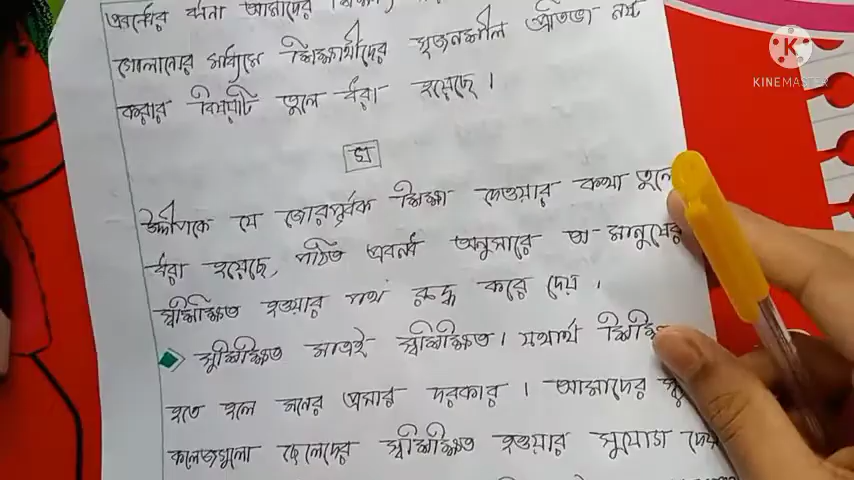 প্রবন্ধের বর্ণনা আমাদের
গেলানোর মাধ্যমে শিক্ষার্থীদের সৃজনশীল প্রতিভা নষ্ট
করার বিষয়টি তুলে ধরা হয়েছে।
ঘ
উদ্দীপকে যে জোরপূর্বক শিক্ষা দেওয়ার কথা তুলে
ধরা হয়েছে, পঠিত প্রবন্ধ অনুসারে তা মানুষের
স্বশিক্ষিত হওয়ার পথ রুদ্ধ করে দেয়।
সুশিক্ষিত মাত্রই স্বশিক্ষিত। যথার্থ
হতে হলে মনের প্রসার দরকার। আমাদের
কলেজগুলো ছেলেদের স্বশিক্ষিত হওয়ার সুযোগ দেয়
K
KINEMASTER